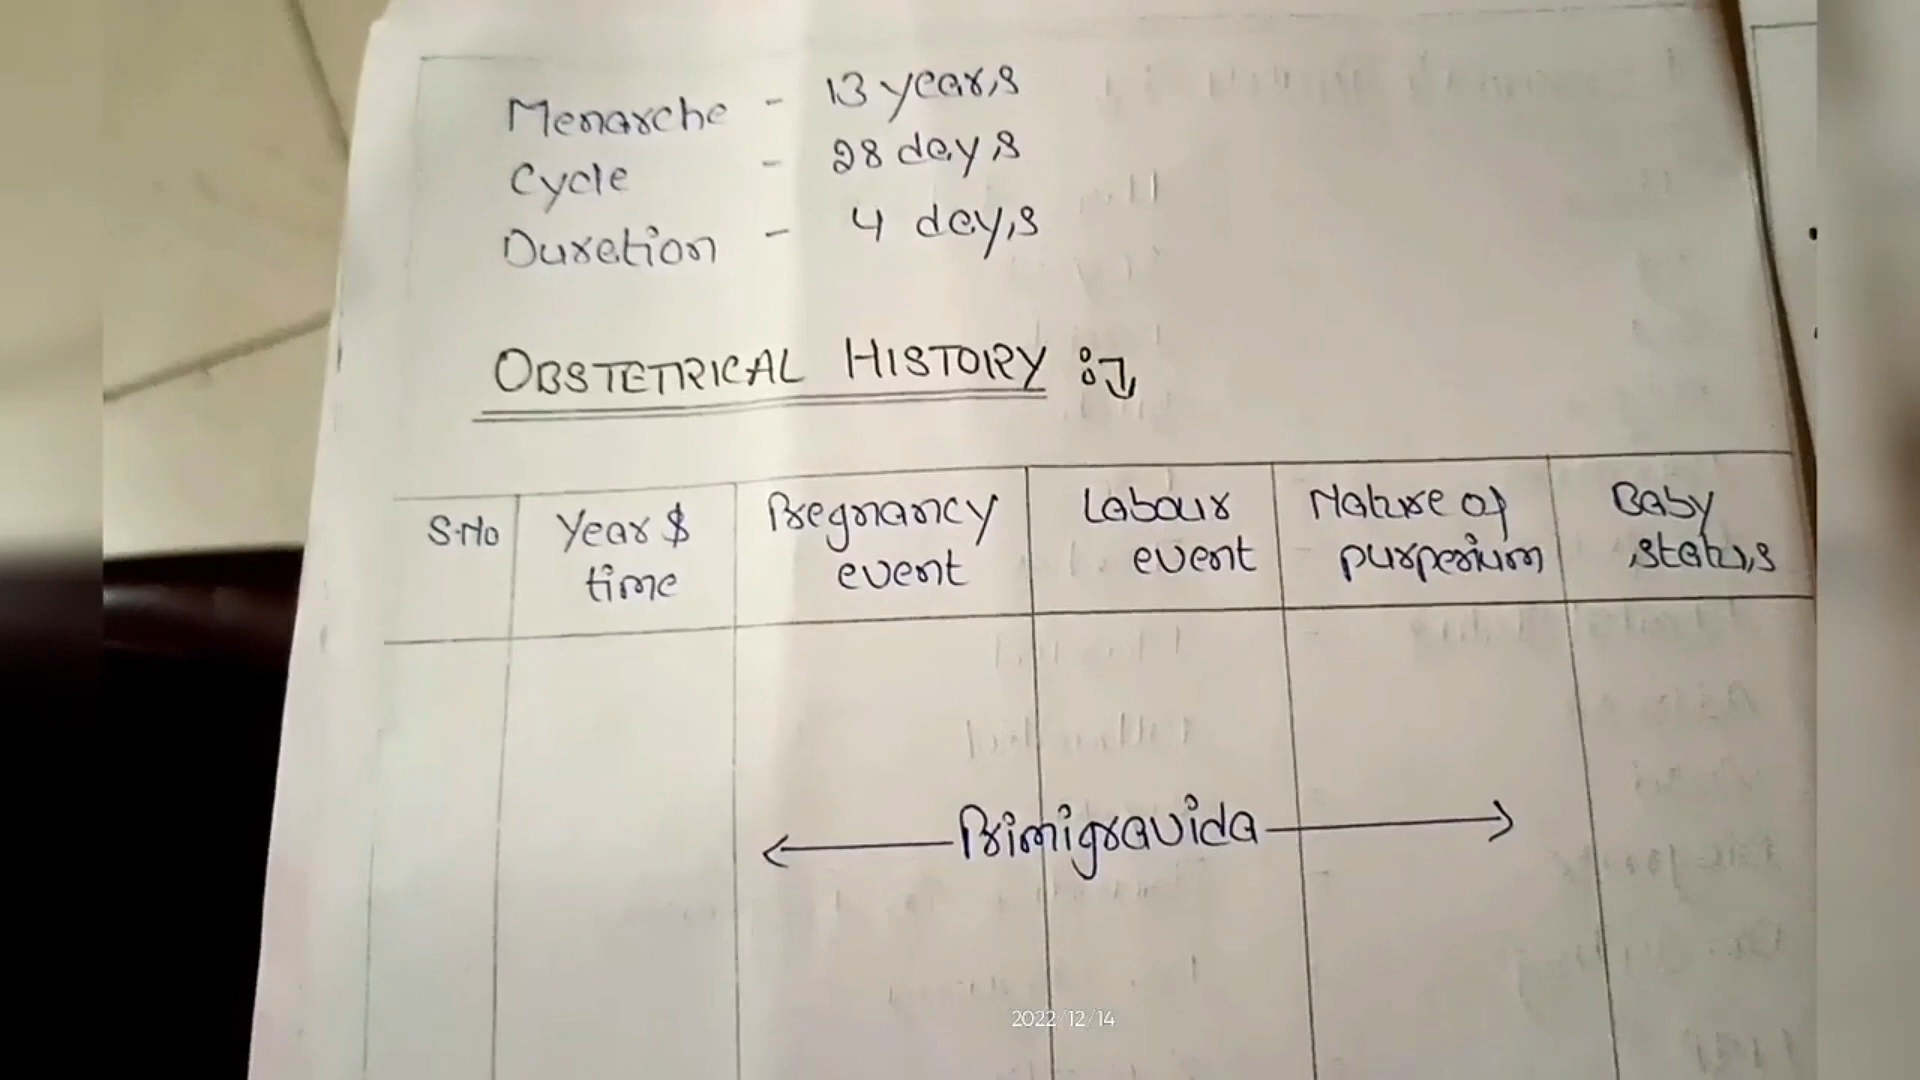 Menarche - 13 years
Cycle - 28 days
Duration - 4 days
OBSTETRICAL HISTORY :
S.No | Year $ time | Pregnancy event | Labour event | Nature of purperium | Baby status
Primigravida
2022/12/14